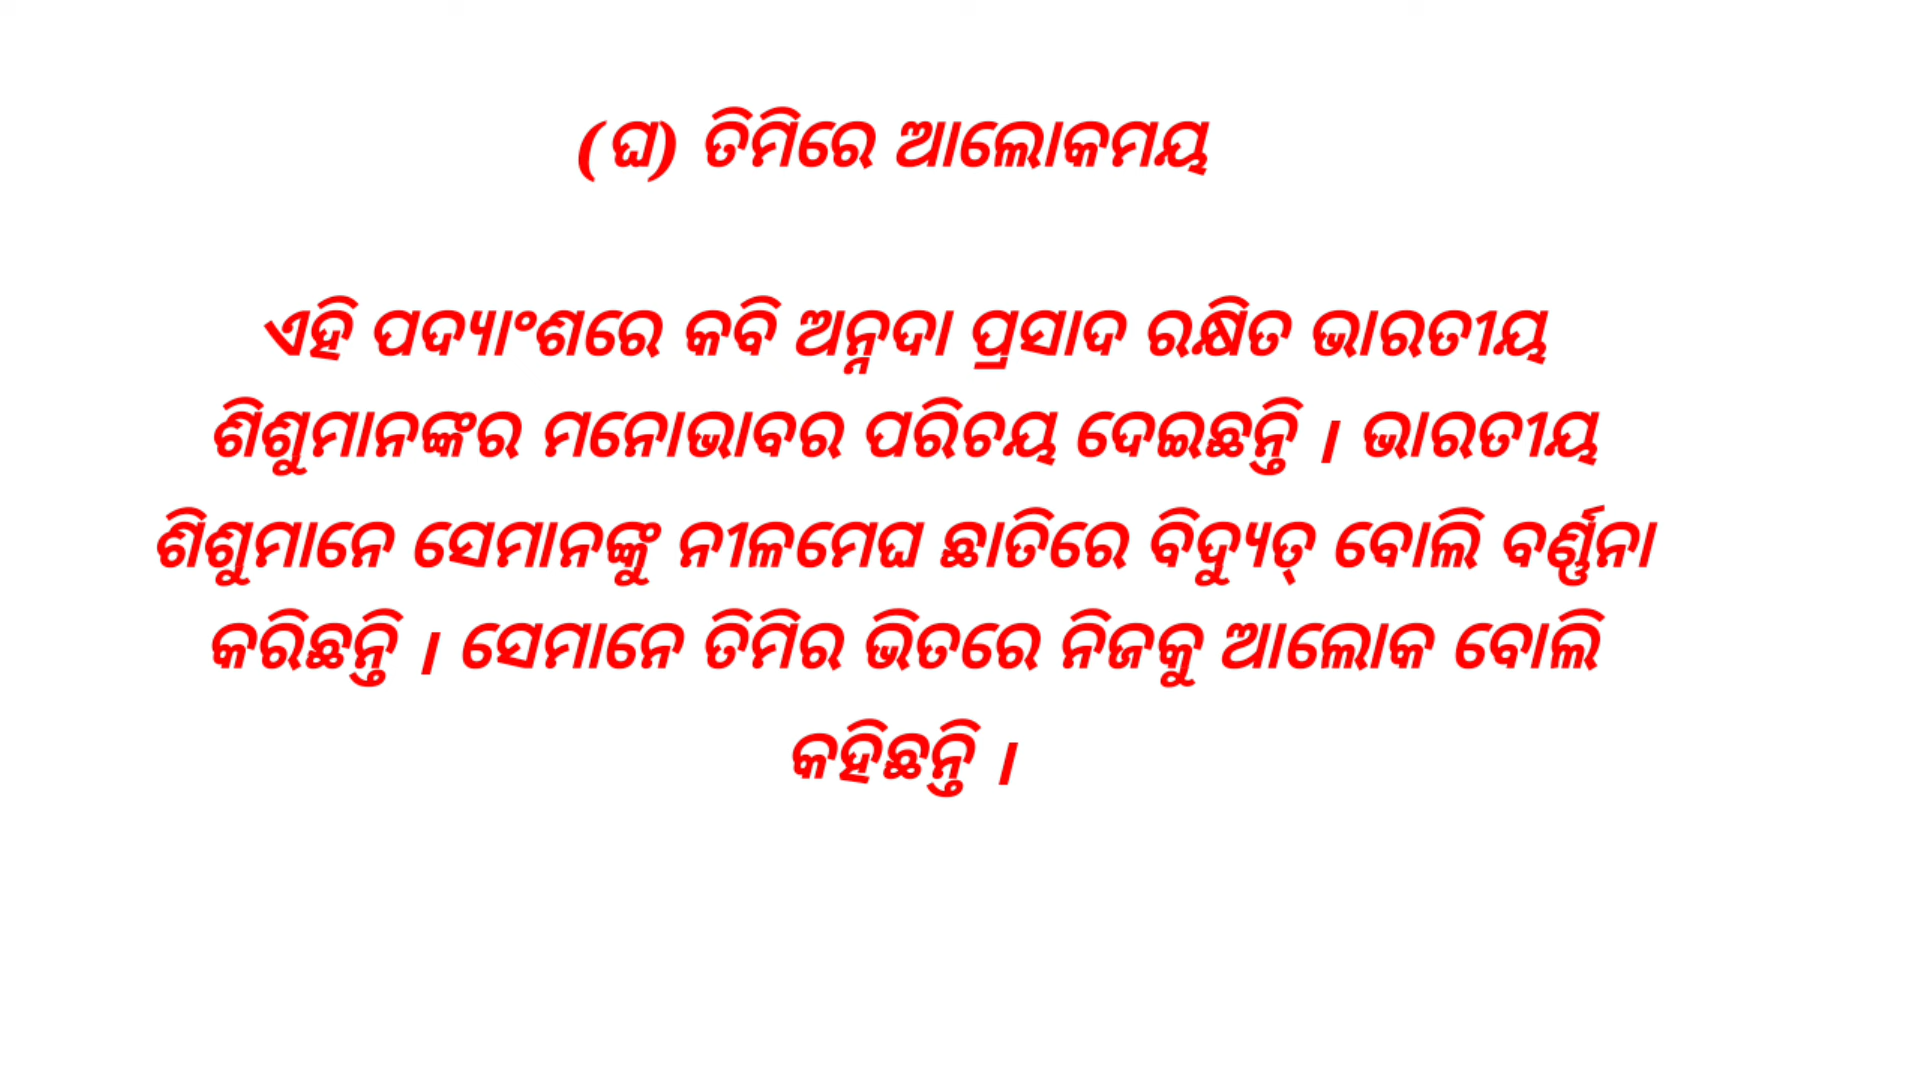 (ଘ) ତିମିରେ ଆଲୋକମୟ
ଏହି ପଦ୍ୟାଂଶରେ କବି ଅନ୍ନଦା ପ୍ରସାଦ ରକ୍ଷିତ ଭାରତୀୟ
ଶିଶୁମାନଙ୍କର ମନୋଭାବର ପରିଚୟ ଦେଇଛନ୍ତି । ଭାରତୀୟ
ଶିଶୁମାନେ ସେମାନଙ୍କୁ ନୀଳମେଘ ଛାତିରେ ବିଦ୍ୟୁତ୍ ବୋଲି ବର୍ଣ୍ଣନା
କରିଛନ୍ତି । ସେମାନେ ତିମିର ଭିତରେ ନିଜକୁ ଆଲୋକ ବୋଲି
କହିଛନ୍ତି ।